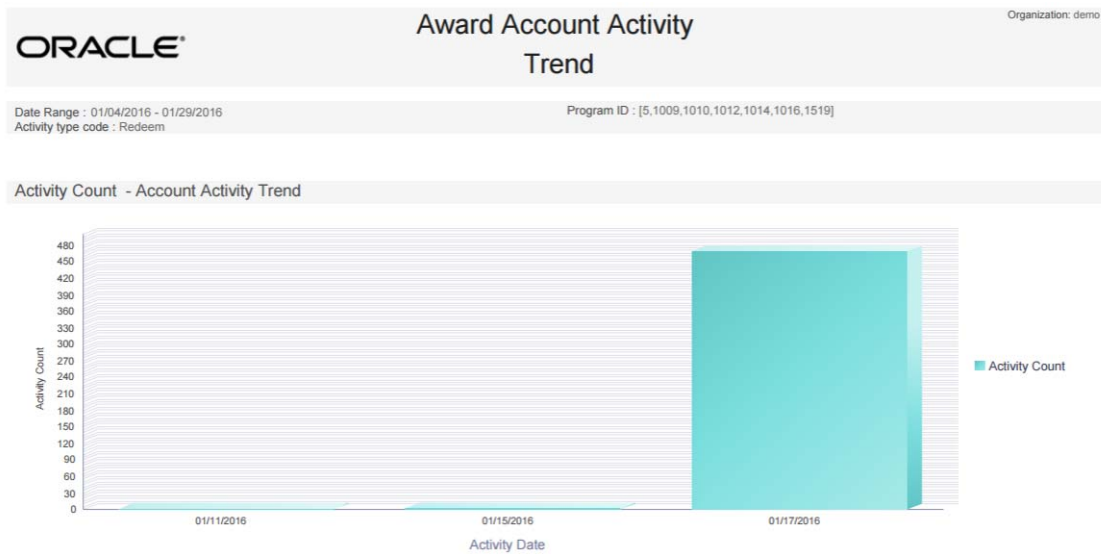 ORACLE®
Award Account Activity
Trend
Organization: demo
Date Range : 01/04/2016 - 01/29/2016
Program ID : [5,1009,1010,1012,1014,1016,1519]
Activity type code : Redeem
Activity Count - Account Activity Trend
480
450
420
390
360
330
300
270
240
210
180
150
120
90
60
30
0
Activity Count
01/11/2016
01/15/2016
01/17/2016
Activity Date
Activity Count